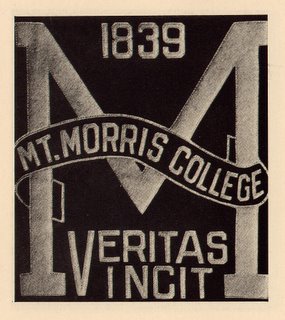 1839
M
MT. MORRIS COLLEGE
VERITAS
VINCIT